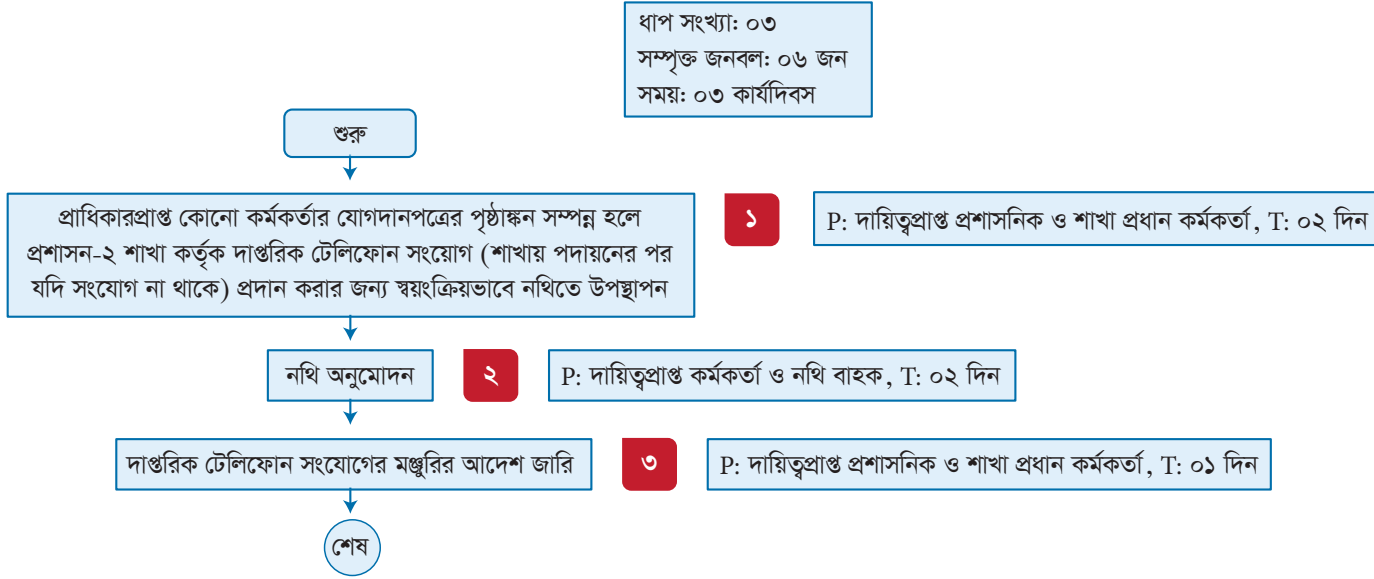 ধাপ সংখ্যা: ০৩
সম্পৃক্ত জনবল: ০৬ জন
সময়: ০৩ কার্যদিবস
শুরু
প্রাধিকারপ্রাপ্ত কোনো কর্মকর্তার যোগদানপত্রের পৃষ্ঠাঙ্কন সম্পন্ন হলে
প্রশাসন-২ শাখা কর্তৃক দাপ্তরিক টেলিফোন সংযোগ (শাখায় পদায়নের পর
যদি সংযোগ না থাকে) প্রদান করার জন্য স্বয়ংক্রিয়ভাবে নথিতে উপস্থাপন
১
P: দায়িত্বপ্রাপ্ত প্রশাসনিক ও শাখা প্রধান কর্মকর্তা, T: ০২ দিন
নথি অনুমোদন
২
P: দায়িত্বপ্রাপ্ত কর্মকর্তা ও নথি বাহক, T: ০২ দিন
দাপ্তরিক টেলিফোন সংযোগের মঞ্জুরির আদেশ জারি
৩
P: দায়িত্বপ্রাপ্ত প্রশাসনিক ও শাখা প্রধান কর্মকর্তা, T: ০১ দিন
শেষ